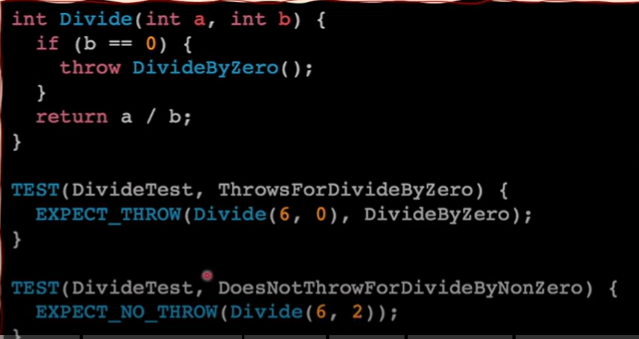 int Divide(int a, int b) {
  if (b == 0) {
    throw DivideByZero();
  }
  return a / b;
}

TEST(DivideTest, ThrowsForDivideByZero) {
  EXPECT_THROW(Divide(6, 0), DivideByZero);
}

TEST(DivideTest, DoesNotThrowForDivideByNonZero) {
  EXPECT_NO_THROW(Divide(6, 2));
}